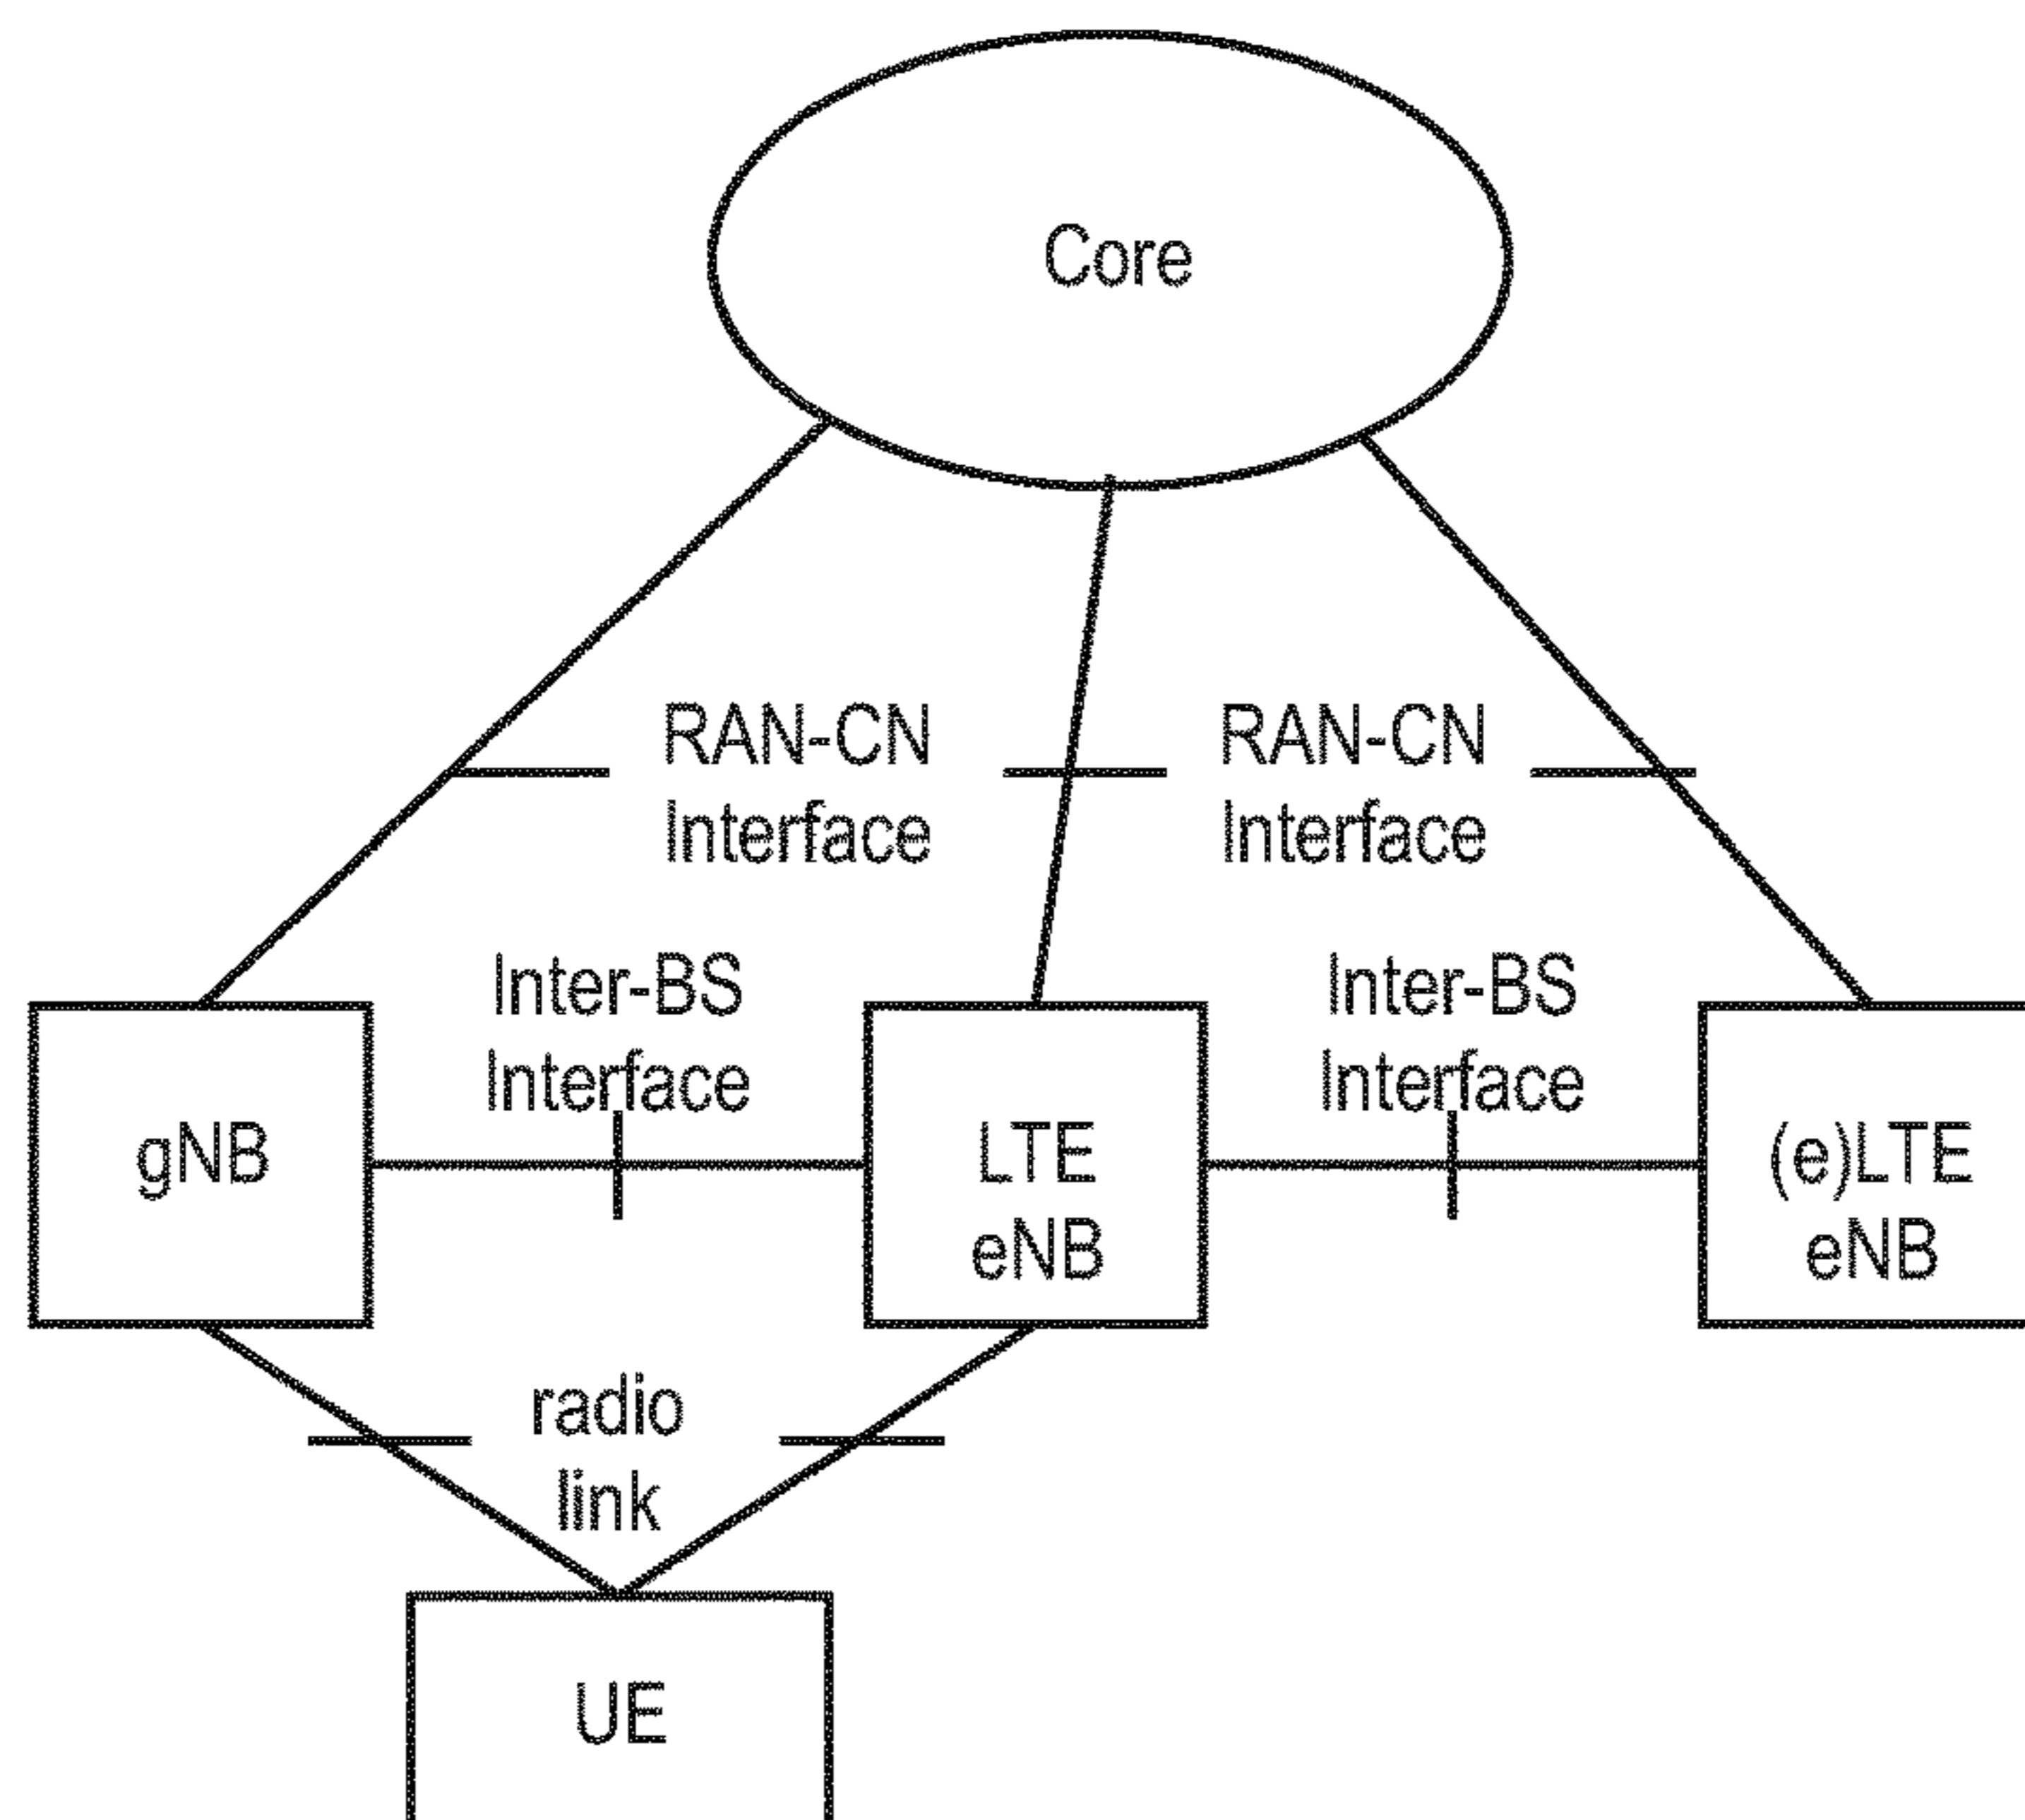 Core
RAN-CN
Interface
RAN-CN
Interface
Inter-BS
Interface
Inter-BS
Interface
gNB
LTE
eNB
(e)LTE
eNB
radio
link
UE